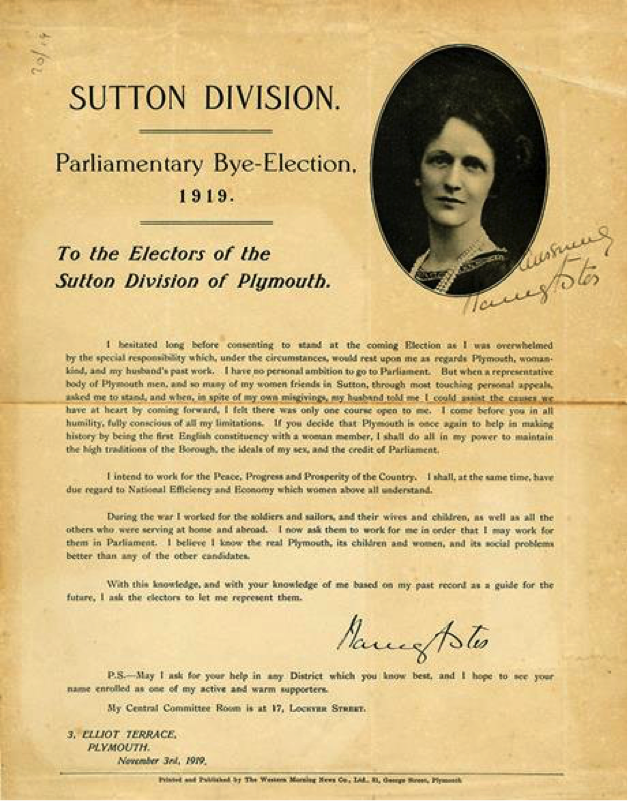 20/19
SUTTON DIVISION.
Parliamentary Bye-Election,
1919.
To the Electors of the
Sutton Division of Plymouth.
Nancy Astor
I hesitated long before consenting to stand at the coming Election as I was overwhelmed
by the special responsibility which, under the circumstances, would rest upon me as regards Plymouth, woman-
kind, and my husband's past work. I have no personal ambition to go to Parliament. But when a representative
body of Plymouth men, and so many of my women friends in Sutton, through most touching personal appeals,
asked me to stand, and when, in spite of my own misgivings, my husband told me I could assist the causes we
have at heart by coming forward, I felt there was only one course open to me. I come before you in all
humility, fully conscious of all my limitations. If you decide that Plymouth is once again to help in making
history by being the first English constituency with a woman member, I shall do all in my power to maintain
the high traditions of the Borough, the ideals of my sex, and the credit of Parliament.
I intend to work for the Peace, Progress and Prosperity of the Country. I shall, at the same time, have
due regard to National Efficiency and Economy which women above all understand.
During the war I worked for the soldiers and sailors, and their wives and children, as well as all the
others who were serving at home and abroad. I now ask them to work for me in order that I may work for
them in Parliament. I believe I know the real Plymouth, its children and women, and its social problems
better than any of the other candidates.
With this knowledge, and with your knowledge of me based on my past record as a guide for the
future, I ask the electors to let me represent them.
Nancy Astor
P.S.—May I ask for your help in any District which you know best, and I hope to see your
name enrolled as one of my active and warm supporters.
My Central Committee Room is at 17, LOCKYER STREET.
3, ELLIOT TERRACE,
PLYMOUTH.
November 3rd, 1919.
Printed and Published by The Western Morning News Co., Ltd., 31, George Street, Plymouth